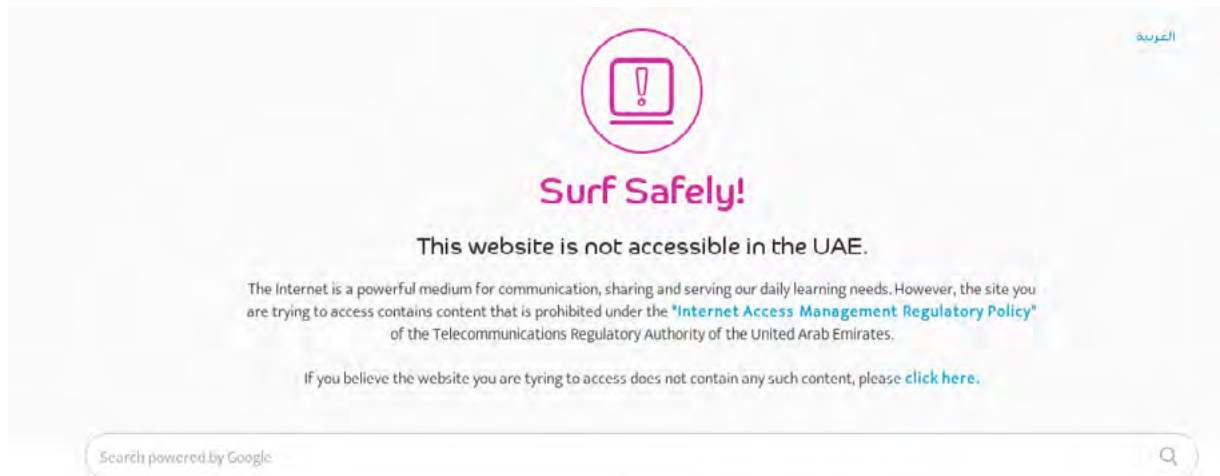 العربية
Surf Safely!
This website is not accessible in the UAE.
The Internet is a powerful medium for communication, sharing and serving our daily learning needs. However, the site you
are trying to access contains content that is prohibited under the "Internet Access Management Regulatory Policy"
of the Telecommunications Regulatory Authority of the United Arab Emirates.
If you believe the website you are tyring to access does not contain any such content, please click here.
Search powered by Google